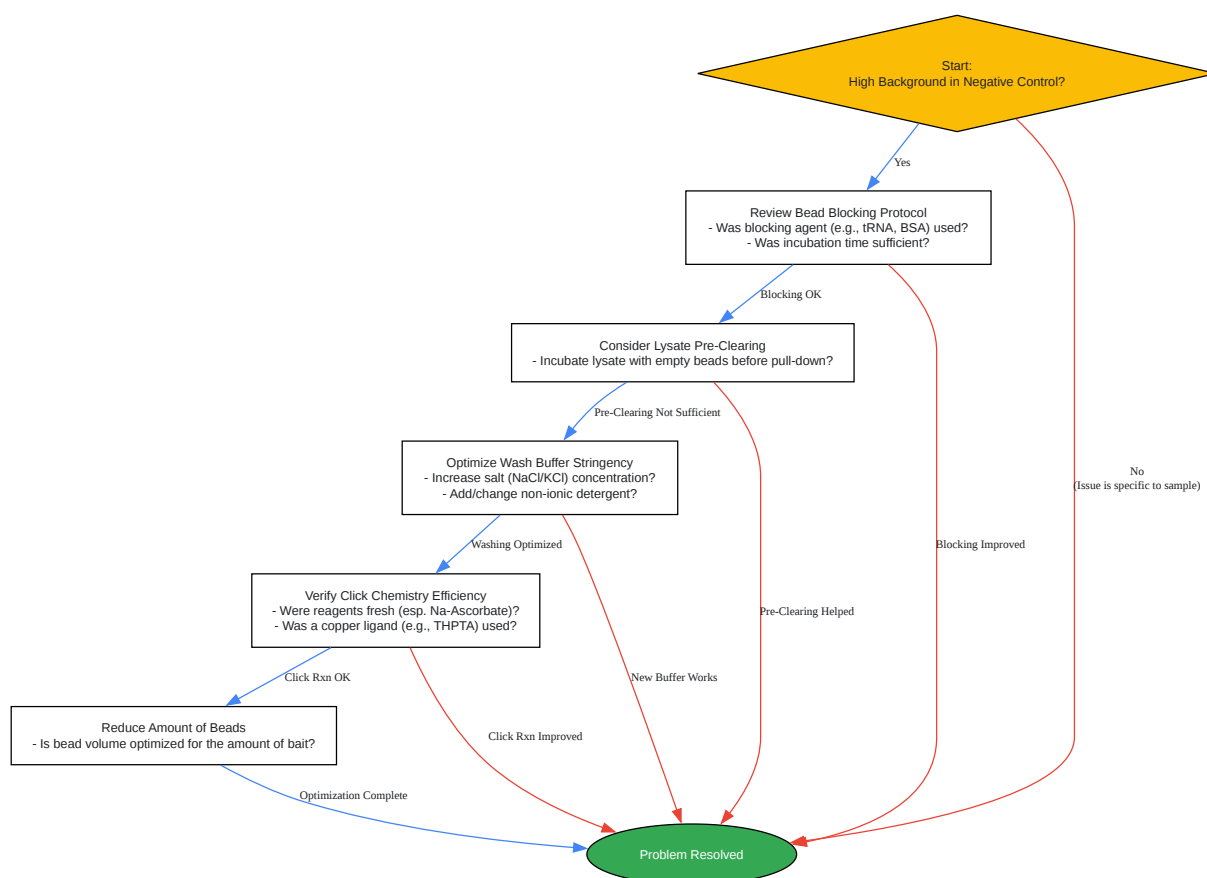 Start:
High Background in Negative Control?
Yes
Review Bead Blocking Protocol
- Was blocking agent (e.g., tRNA, BSA) used?
- Was incubation time sufficient?
Blocking OK
Consider Lysate Pre-Clearing
- Incubate lysate with empty beads before pull-down?
Pre-Clearing Not Sufficient
Optimize Wash Buffer Stringency
- Increase salt (NaCl/KCl) concentration?
- Add/change non-ionic detergent?
No
(Issue is specific to sample)
Washing Optimized
Blocking Improved
Verify Click Chemistry Efficiency
- Were reagents fresh (esp. Na-Ascorbate)?
- Was a copper ligand (e.g., THPTA) used?
Pre-Clearing Helped
Click Rxn OK
New Buffer Works
Reduce Amount of Beads
- Is bead volume optimized for the amount of bait?
Click Rxn Improved
Optimization Complete
Problem Resolved